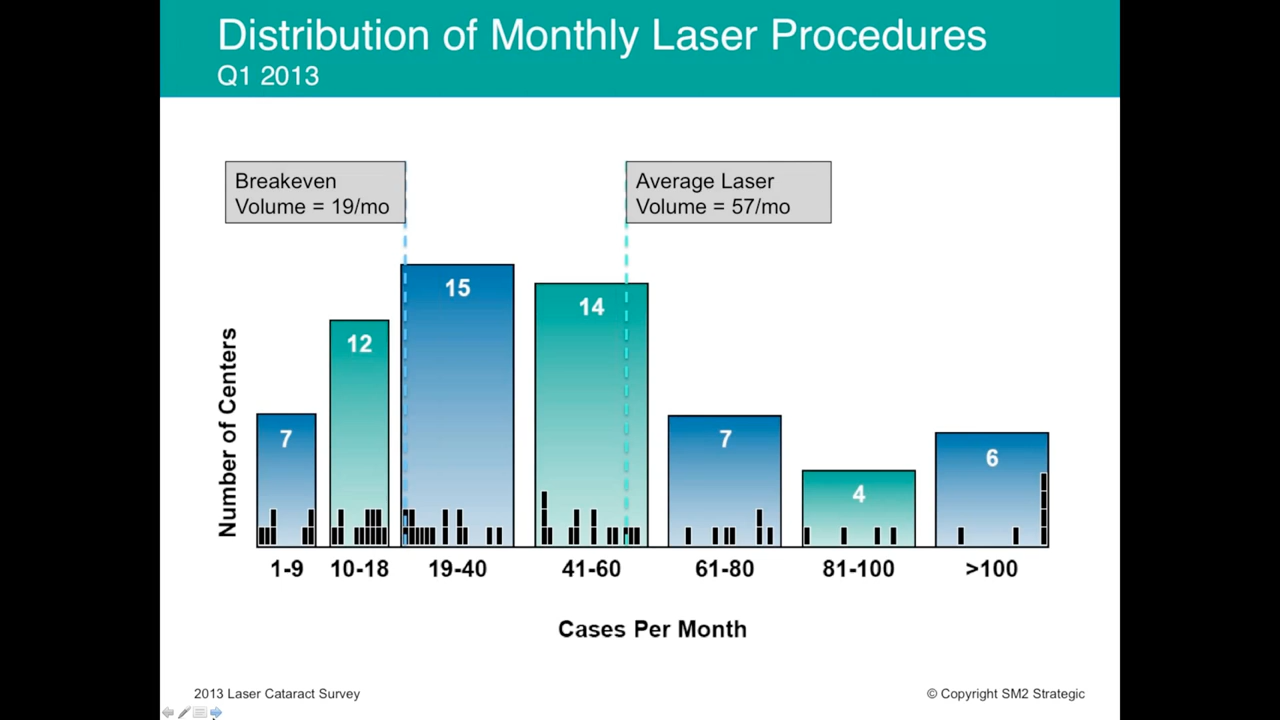 Distribution of Monthly Laser Procedures
Q1 2013
Breakeven
Volume = 19/mo
Average Laser
Volume = 57/mo
Number of Centers
7
12
15
14
7
4
6
1-9
10-18
19-40
41-60
61-80
81-100
>100
Cases Per Month
2013 Laser Cataract Survey
© Copyright SM2 Strategic